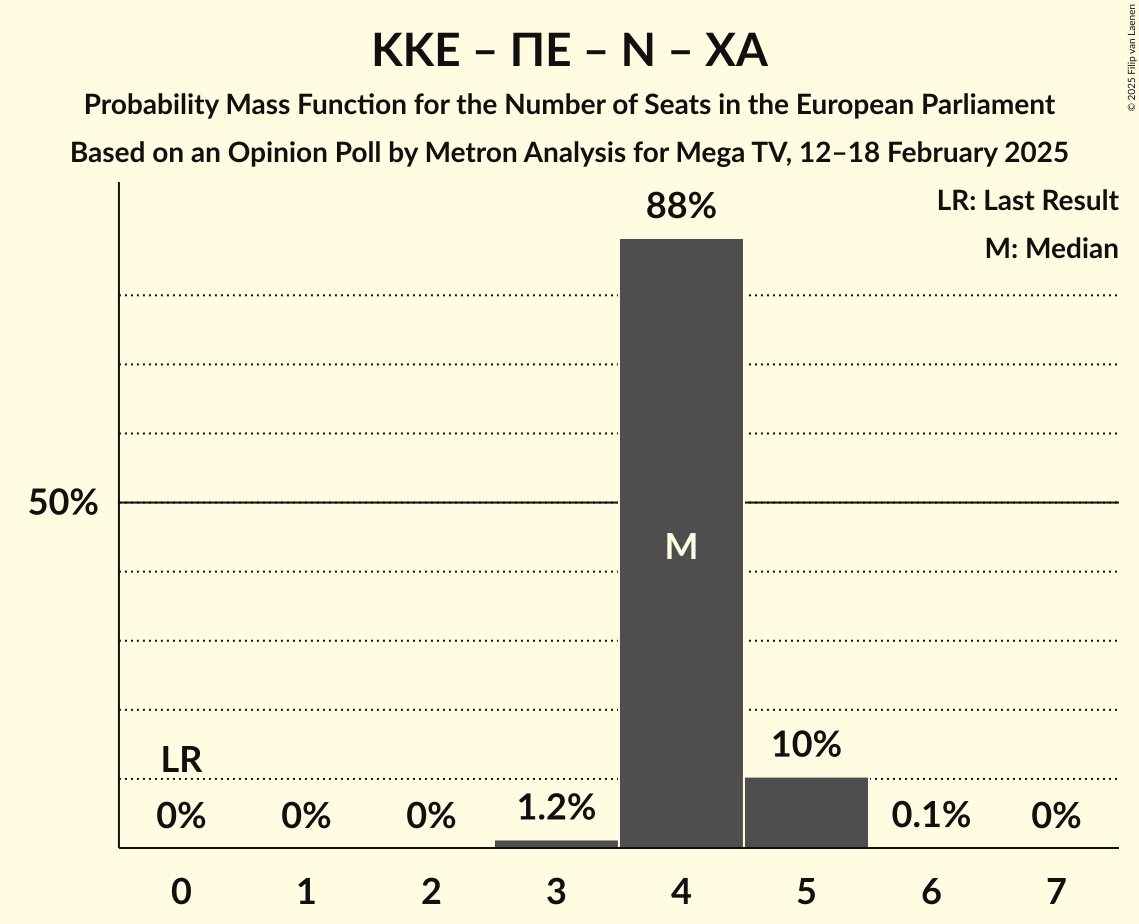 ΚΚΕ – ΠΕ – Ν – ΧΑ
Probability Mass Function for the Number of Seats in the European Parliament
Based on an Opinion Poll by Metron Analysis for Mega TV, 12–18 February 2025
© 2025 Filip van Laenen
LR: Last Result
M: Median
88%
50%
M
10%
LR
0%
0%
0%
1.2%
0.1%
0%
0 1 2 3 4 5 6 7